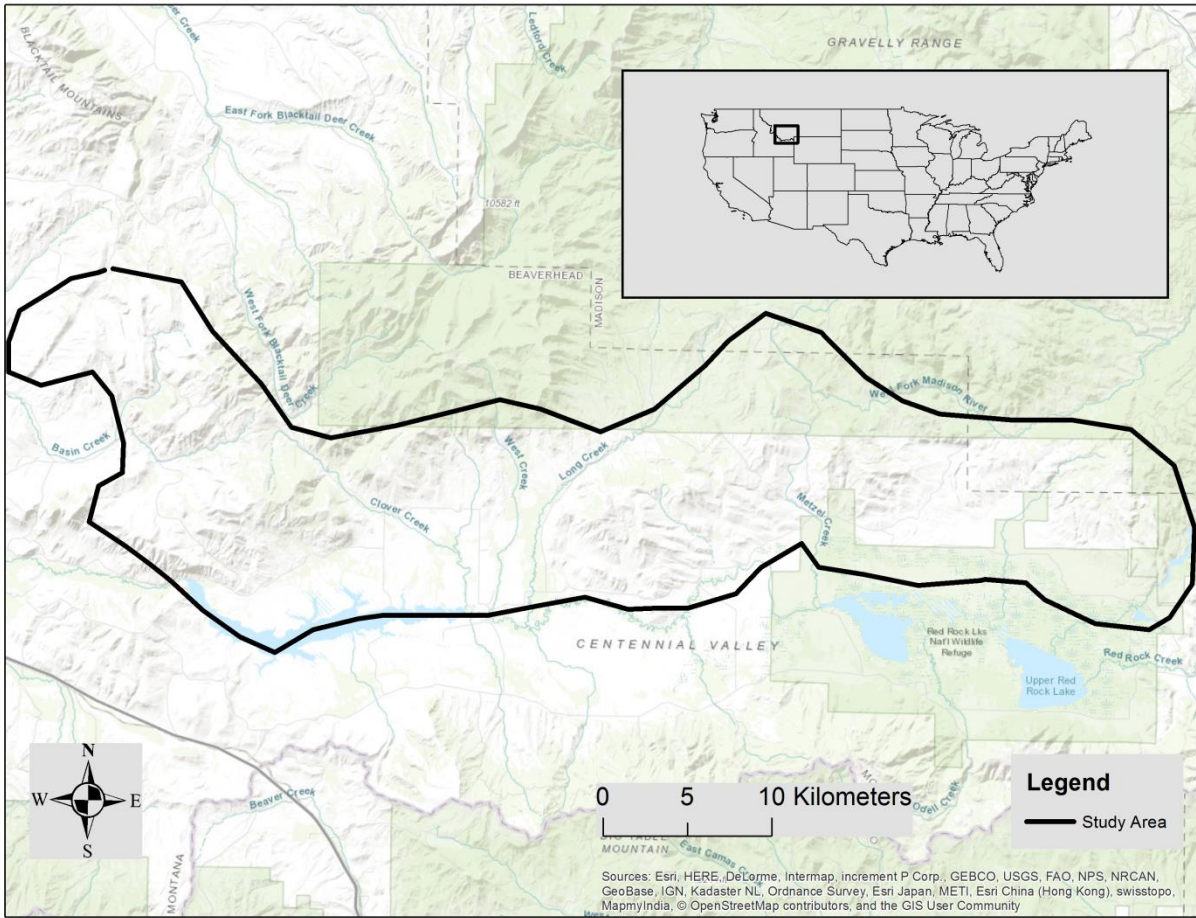 Ledford Creek
GRAVELLY RANGE
BLACKTAIL MOUNTAINS
East Fork Blacktail Deer Creek
10582 ft
BEAVERHEAD
MADISON
West Fork Blacktail Deer Creek
West Fork Madison River
Basin Creek
West Creek
Long Creek
Clover Creek
Metzel Creek
CENTENNIAL VALLEY
Red Rock Lks
Nat'l Wildlife
Refuge
Red Rock Creek
Upper Red
Rock Lake
N
W E
S
Beaver Creek
MONTANA
0 5 10 Kilometers
Odell Creek
MOUNTAIN
East Camas Creek
Legend
Study Area
Sources: Esri, HERE, DeLorme, Intermap, increment P Corp., GEBCO, USGS, FAO, NPS, NRCAN,
GeoBase, IGN, Kadaster NL, Ordnance Survey, Esri Japan, METI, Esri China (Hong Kong), swisstopo,
MapmyIndia, © OpenStreetMap contributors, and the GIS User Community